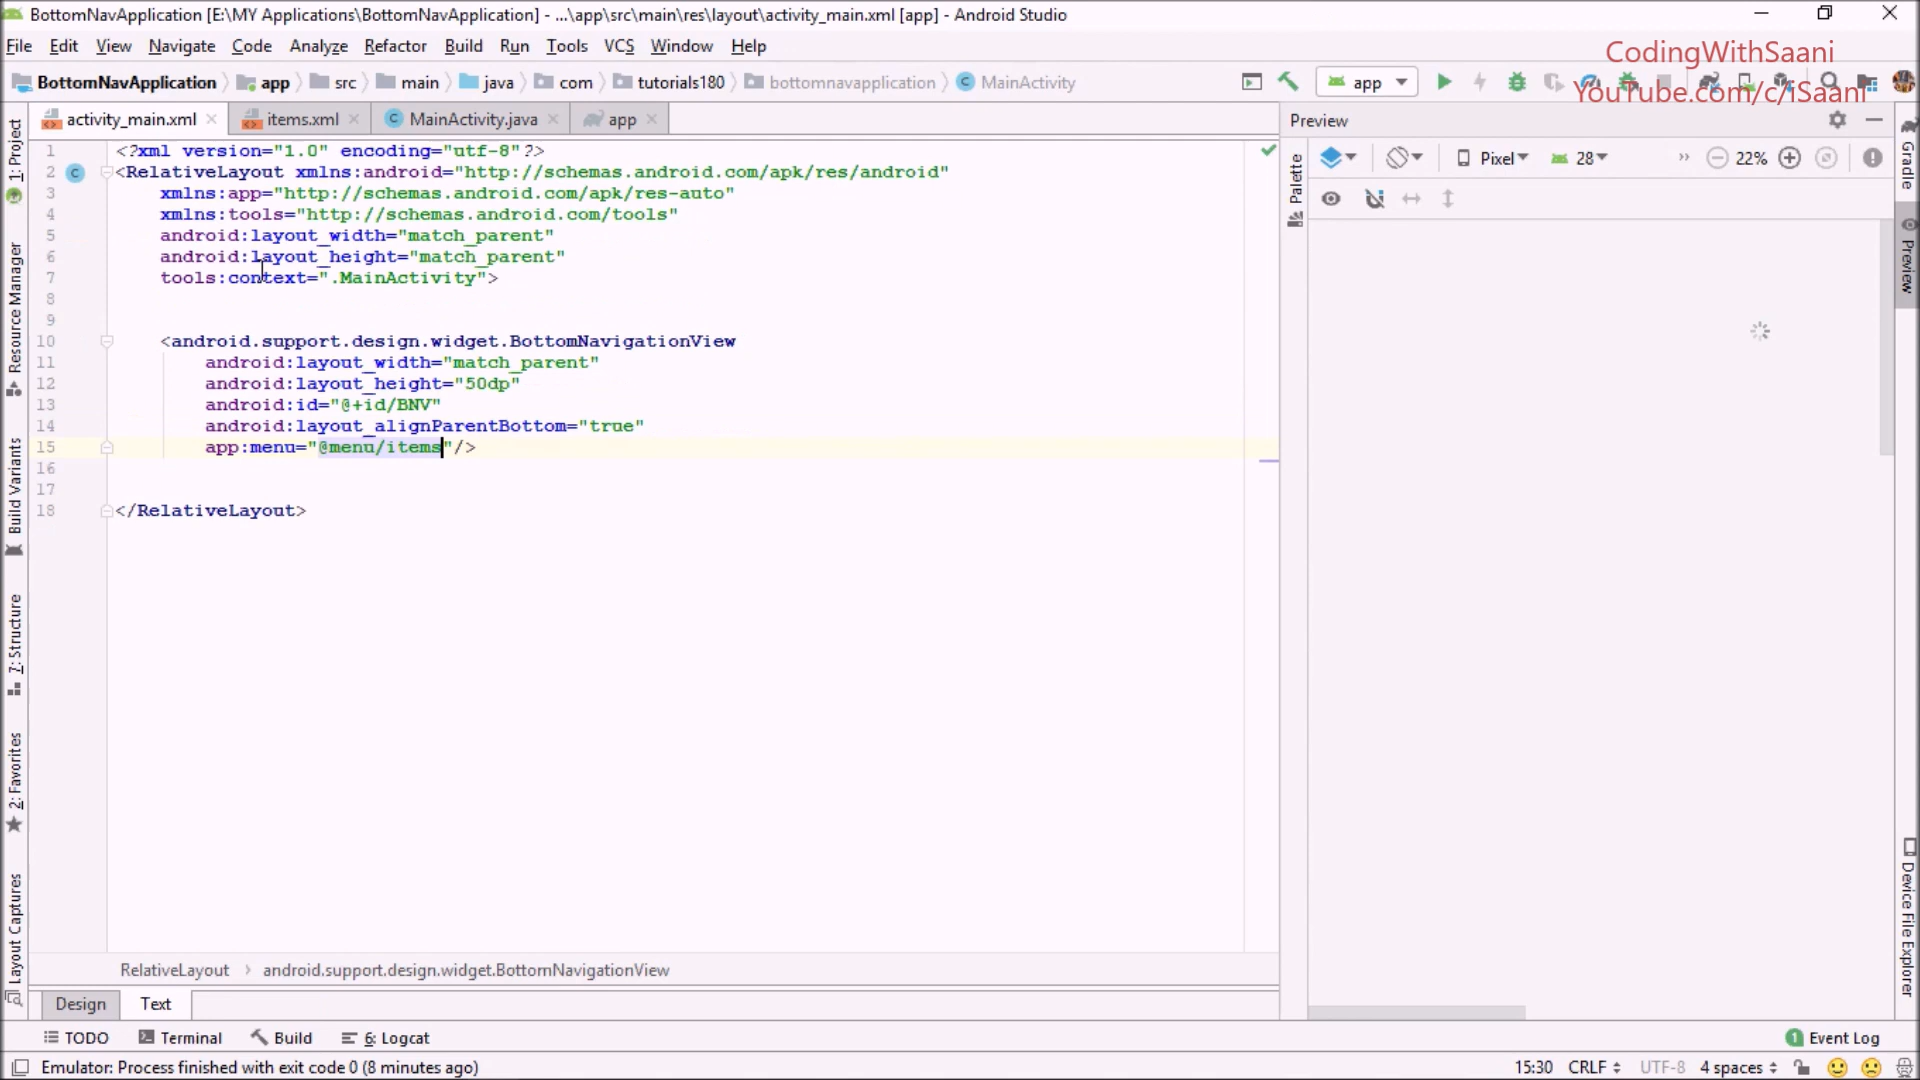 BottomNavApplication [E:\MY Applications\BottomNavApplication] - ...\app\src\main\res\layout\activity_main.xml [app] - Android Studio
File Edit View Navigate Code Analyze Refactor Build Run Tools VCS Window Help
CodingWithSaani
BottomNavApplication app src main java com tutorials180 bottomnavapplication MainActivity app
YouTube.com/c/iSaani
activity_main.xml items.xml MainActivity.java app
Preview
Pixel 28 22%
1 <?xml version="1.0" encoding="utf-8"?>
2 <RelativeLayout xmlns:android="http://schemas.android.com/apk/res/android"
3 xmlns:app="http://schemas.android.com/apk/res-auto"
4 xmlns:tools="http://schemas.android.com/tools"
5 android:layout_width="match_parent"
6 android:layout_height="match_parent"
7 tools:context=".MainActivity">
8
9
10 <android.support.design.widget.BottomNavigationView
11 android:layout_width="match_parent"
12 android:layout_height="50dp"
13 android:id="@+id/BNV"
14 android:layout_alignParentBottom="true"
15 app:menu="@menu/items"/>
16
17
18 </RelativeLayout>
RelativeLayout › android.support.design.widget.BottomNavigationView
Design Text
TODO Terminal Build 6: Logcat
Event Log
Emulator: Process finished with exit code 0 (8 minutes ago)
15:30 CRLF UTF-8 4 spaces
1: Project
Resource Manager
Build Variants
7: Structure
2: Favorites
Layout Captures
Palette
Gradle
Preview
Device File Explorer